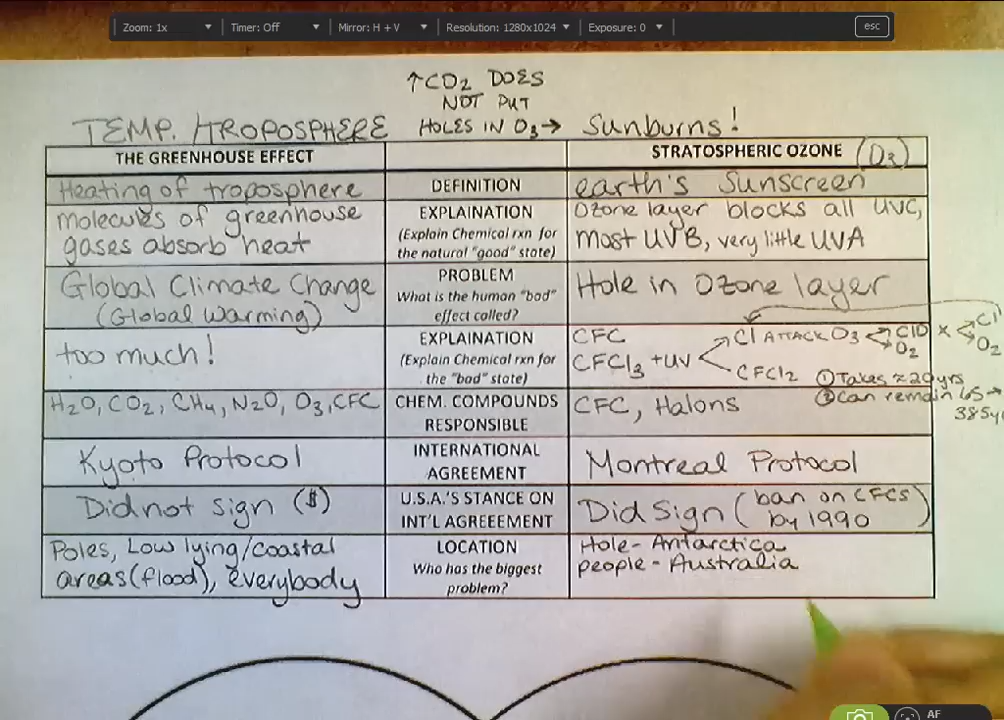 Zoom: 1x Timer: Off Mirror: H + V Resolution: 1280x1024 Exposure: 0 esc
↑CO2 DOES
NOT PUT
TEMP. /TROPOSPHERE HOLES IN O3→ Sunburns!
THE GREENHOUSE EFFECT STRATOSPHERIC OZONE (O3)
Heating of troposphere DEFINITION earth's Sunscreen
molecules of greenhouse
gases absorb heat
EXPLAINATION
(Explain Chemical rxn for
the natural "good" state)
Ozone layer blocks all UVC,
most UVB, very little UVA
Global Climate Change
(Global Warming)
PROBLEM
What is the human "bad"
effect called?
Hole in Ozone layer
too much!
EXPLAINATION
(Explain Chemical rxn for
the "bad" state)
CFC Cl ATTACK O3 ClO x Cl
O2 O2
CFCl3 + UV
CFCl2
① Takes ≈20yrs
② Can remain 65→
385y
H2O, CO2, CH4, N2O, O3, CFC
CHEM. COMPOUNDS
RESPONSIBLE
CFC, Halons
Kyoto Protocol
INTERNATIONAL
AGREEMENT
Montreal Protocol
Did not sign ($)
U.S.A.'S STANCE ON
INT'L AGREEEMENT
Did Sign (ban on CFCs
by 1990)
Poles, Low lying/coastal
areas(flood), everybody
LOCATION
Who has the biggest
problem?
Hole - Antarctica
people - Australia
AF